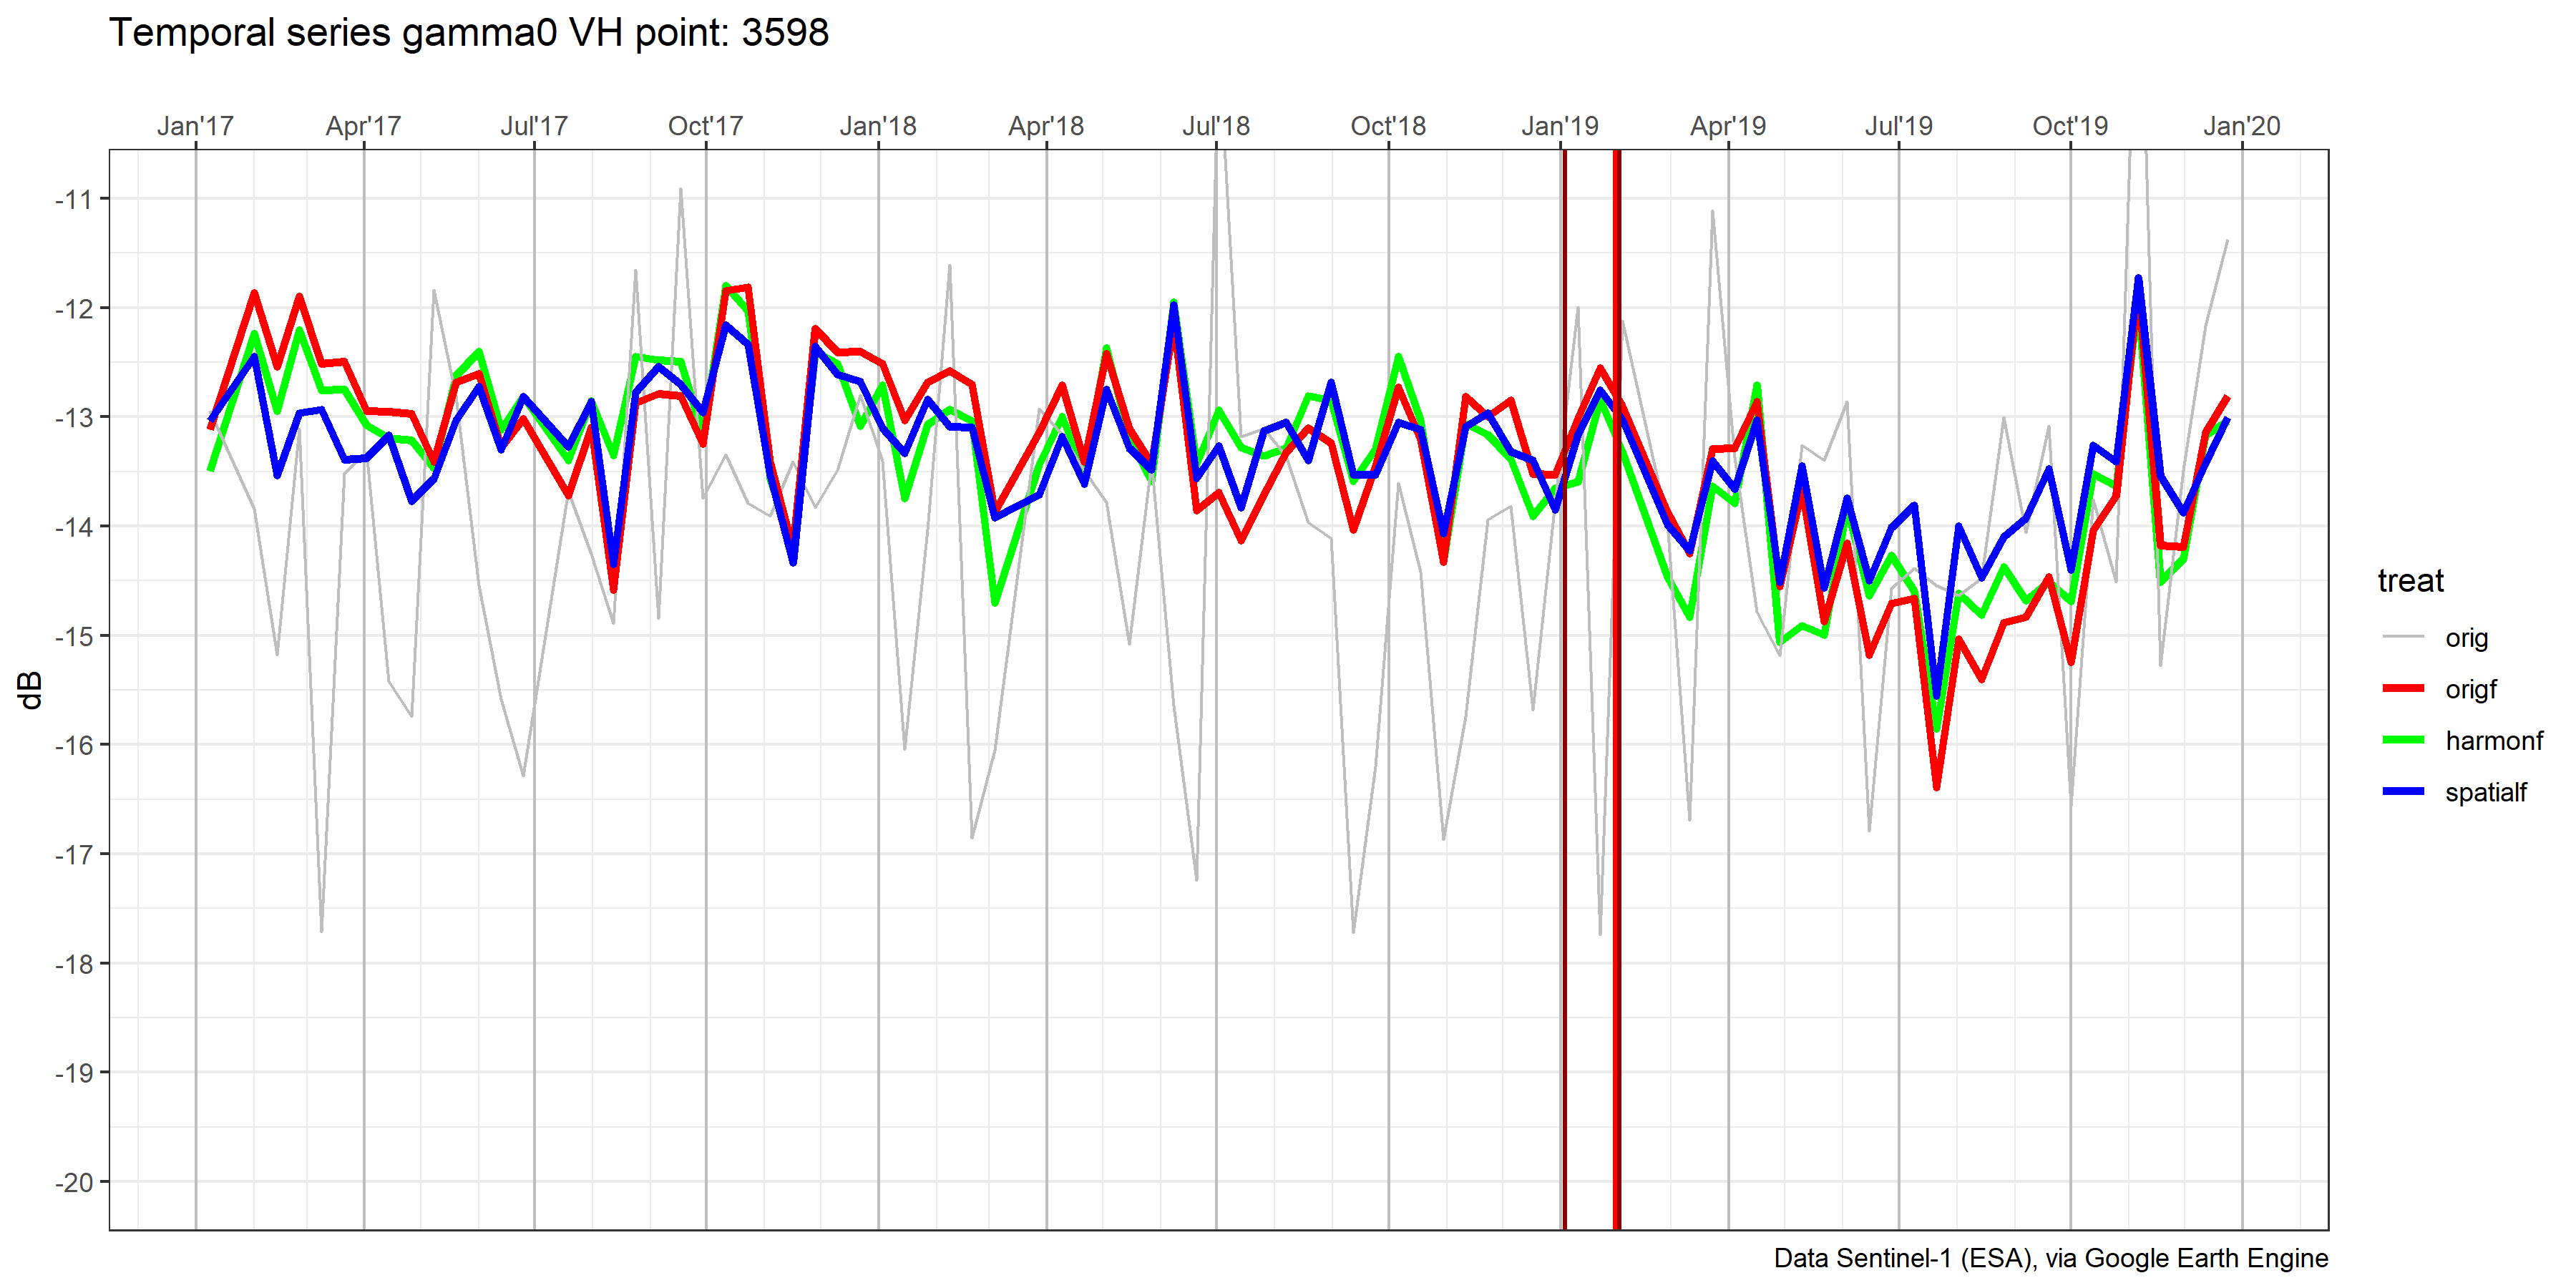 Temporal series gamma0 VH point: 3598
Jan'17 Apr'17 Jul'17 Oct'17 Jan'18 Apr'18 Jul'18 Oct'18 Jan'19 Apr'19 Jul'19 Oct'19 Jan'20
-11
-12
-13
-14
-15
-16
-17
-18
-19
-20
dB
treat
orig
origf
harmonf
spatialf
Data Sentinel-1 (ESA), via Google Earth Engine